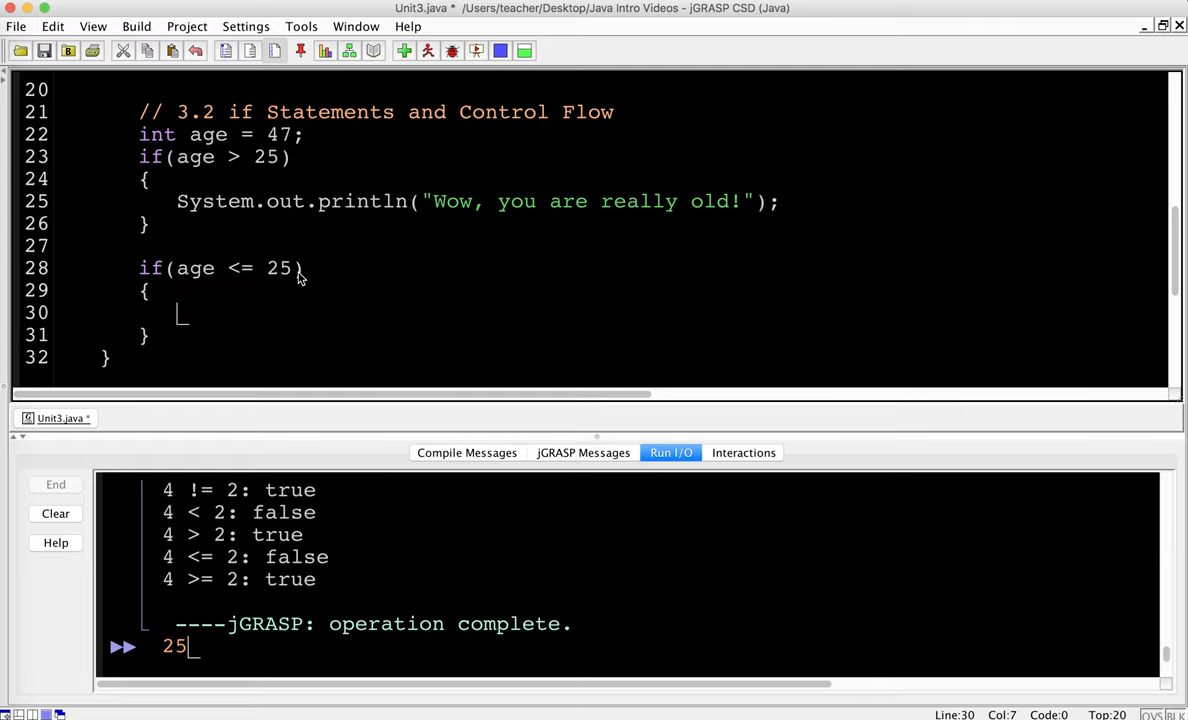 Unit3.java * /Users/teacher/Desktop/Java Intro Videos - jGRASP CSD (Java)
File Edit View Build Project Settings Tools Window Help
20
21 // 3.2 if Statements and Control Flow
22 int age = 47;
23 if(age > 25)
24 {
25 System.out.println("Wow, you are really old!");
26 }
27
28 if(age <= 25)
29 {
30
31 }
32 }
Unit3.java *
Compile Messages jGRASP Messages Run I/O Interactions
End
Clear
Help
4 != 2: true
4 < 2: false
4 > 2: true
4 <= 2: false
4 >= 2: true
----jGRASP: operation complete.
25
Line:30 Col:7 Code:0 Top:20 OVS BLK